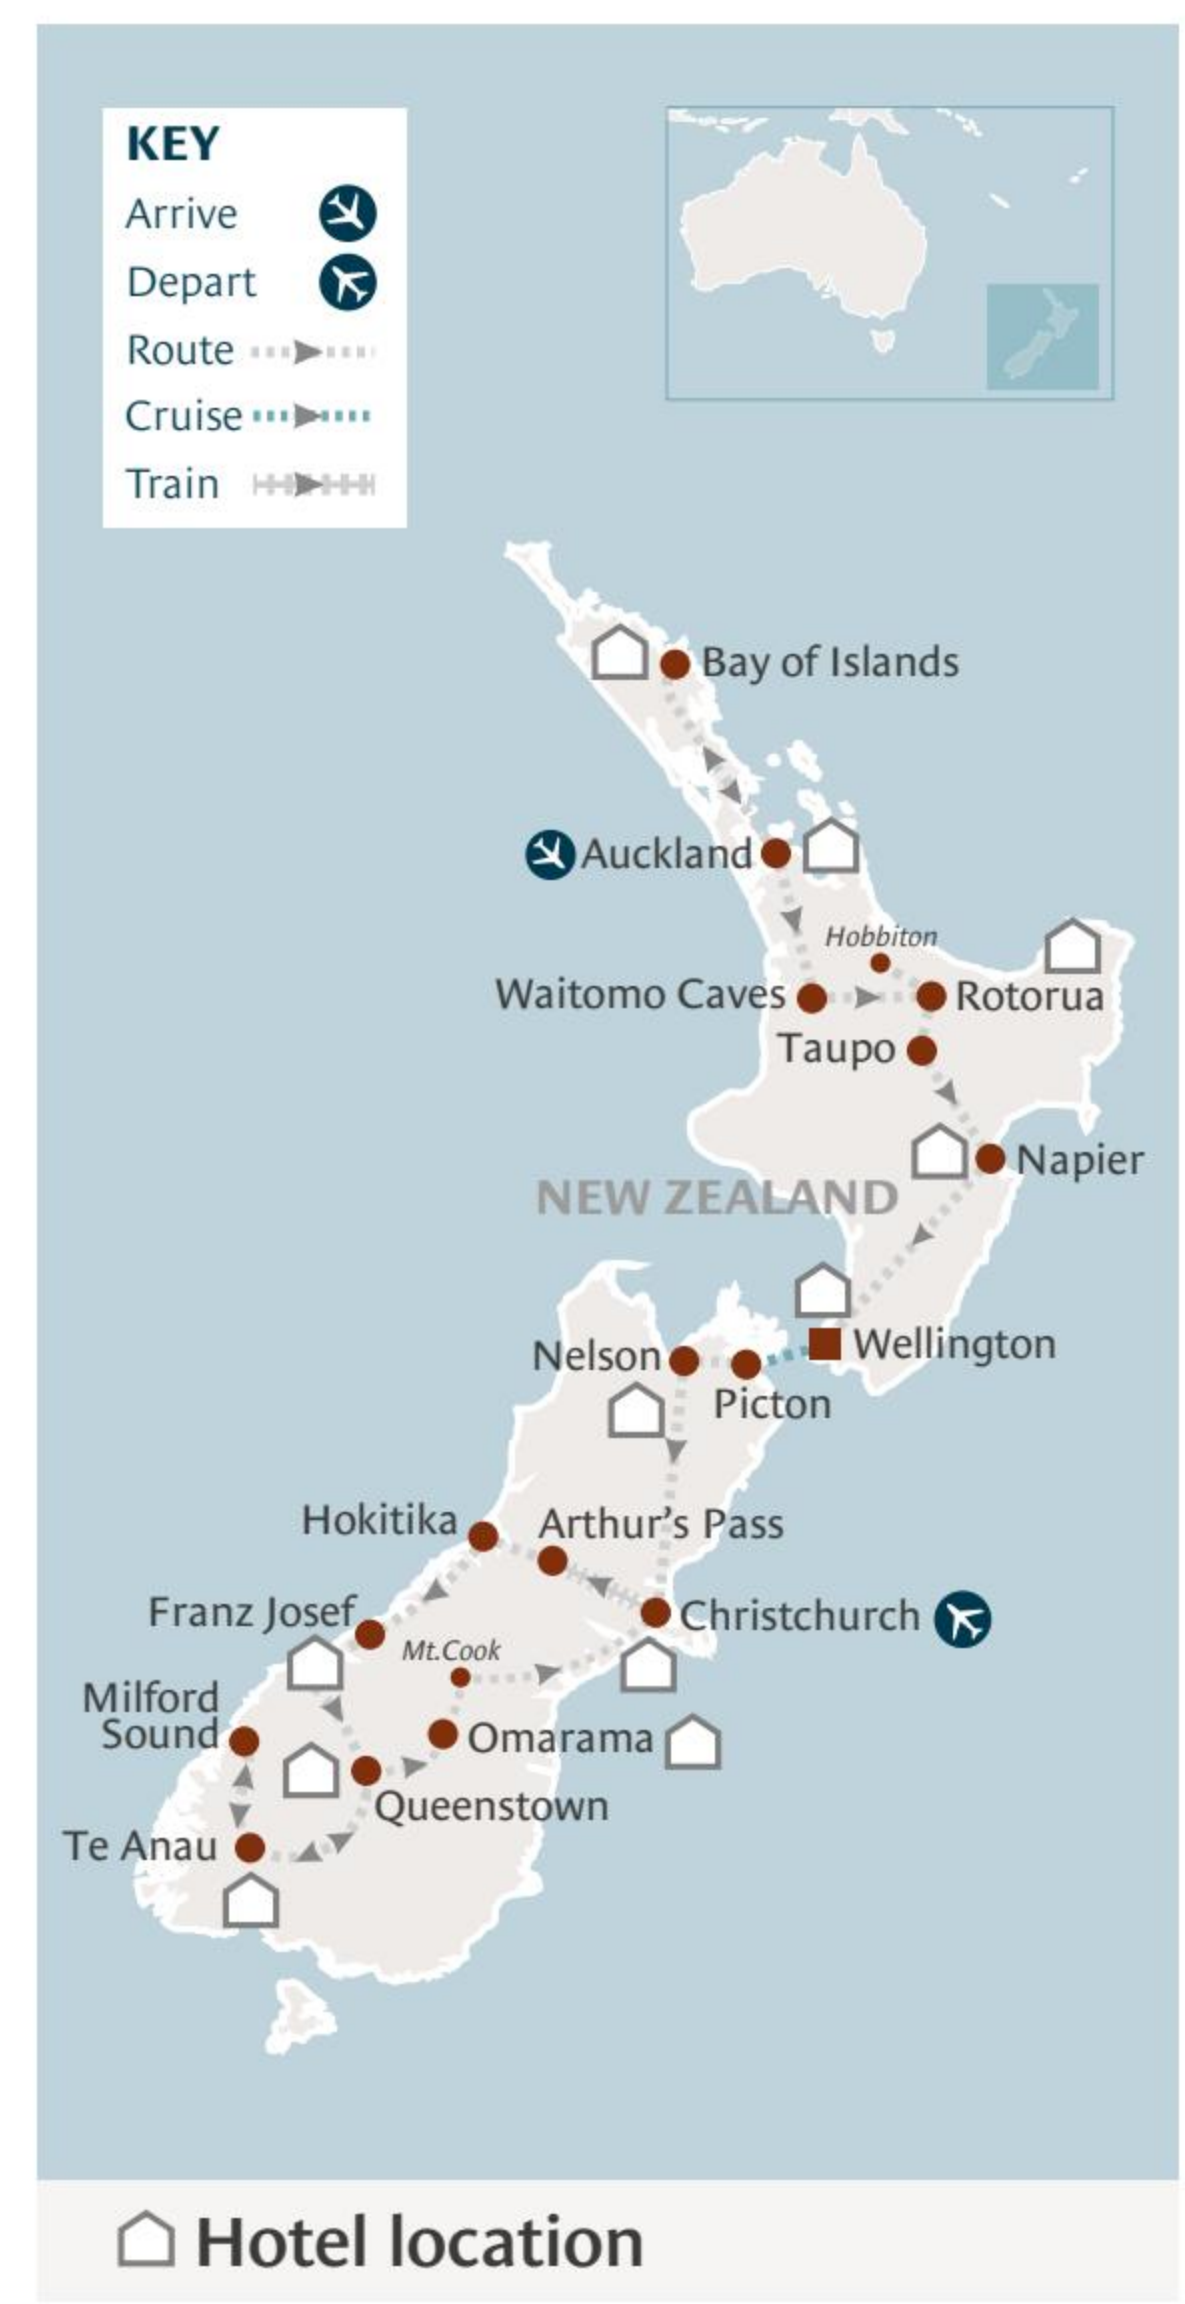 KEY
Arrive
Depart
Route
Cruise
Train
Bay of Islands
Auckland
Hobbiton
Waitomo Caves
Rotorua
Taupo
Napier
NEW ZEALAND
Wellington
Nelson
Picton
Hokitika
Arthur's Pass
Franz Josef
Christchurch
Mt.Cook
Milford
Sound
Omarama
Queenstown
Te Anau
Hotel location